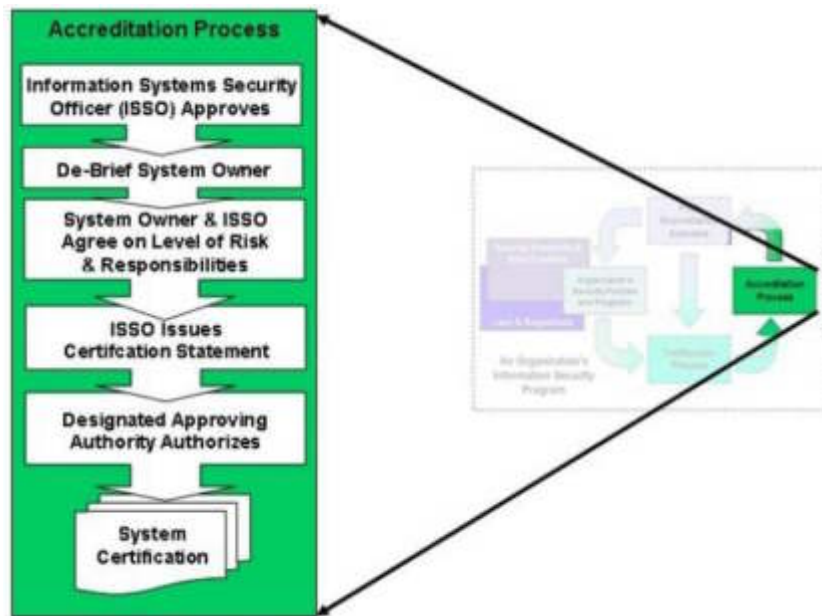 Accreditation Process
Information Systems Security
Officer (ISSO) Approves
De-Brief System Owner
System Owner & ISSO
Agree on Level of Risk
& Responsibilities
ISSO Issues
Certifcation Statement
Designated Approving
Authority Authorizes
System
Certification
Accreditation
Process
An Organization's
Information Security
Program